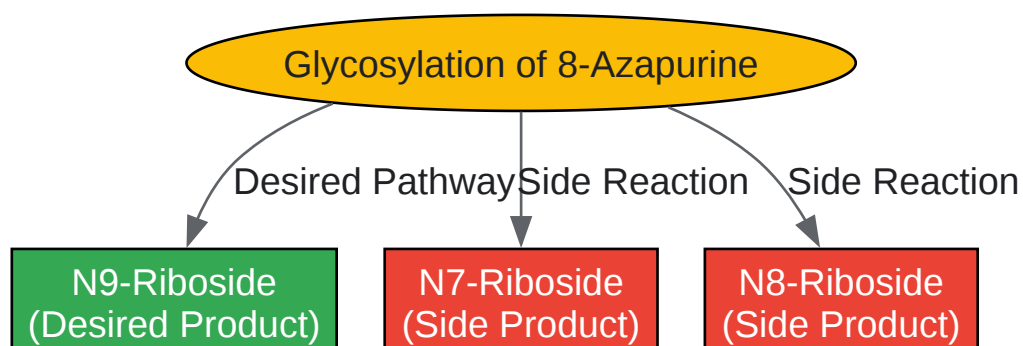 Glycosylation of 8-Azapurine
Desired Pathway
Side Reaction
Side Reaction
N9-Riboside
(Desired Product)
N7-Riboside
(Side Product)
N8-Riboside
(Side Product)